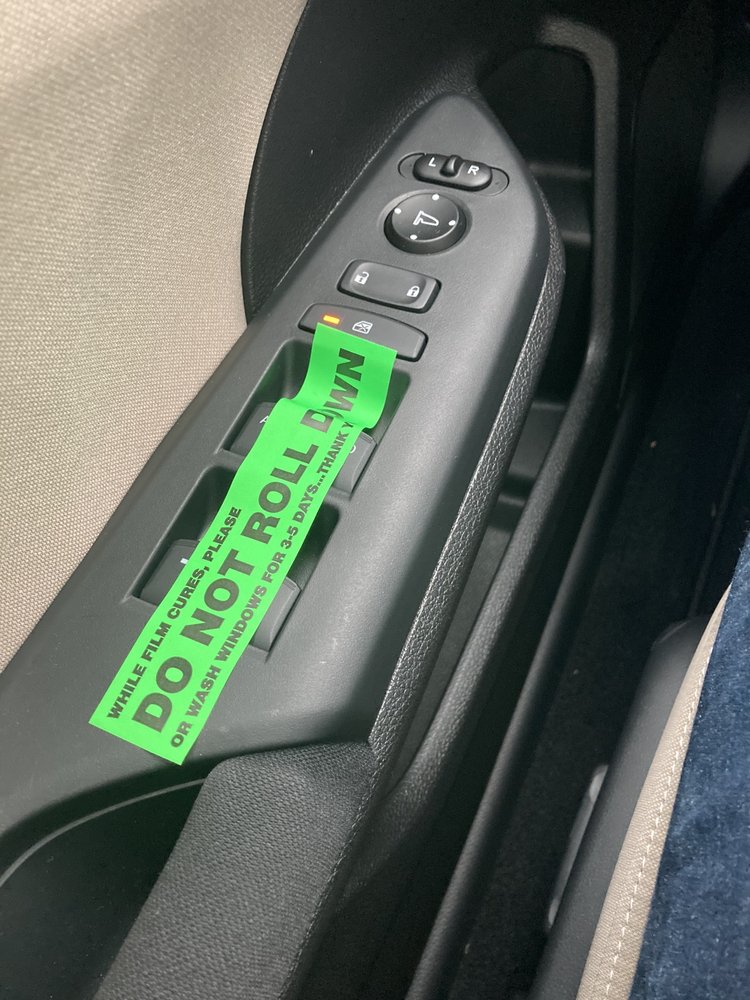 L R
WHILE FILM CURES, PLEASE
DO NOT ROLL DOWN
OR WASH WINDOWS FOR 3-5 DAYS...THANK